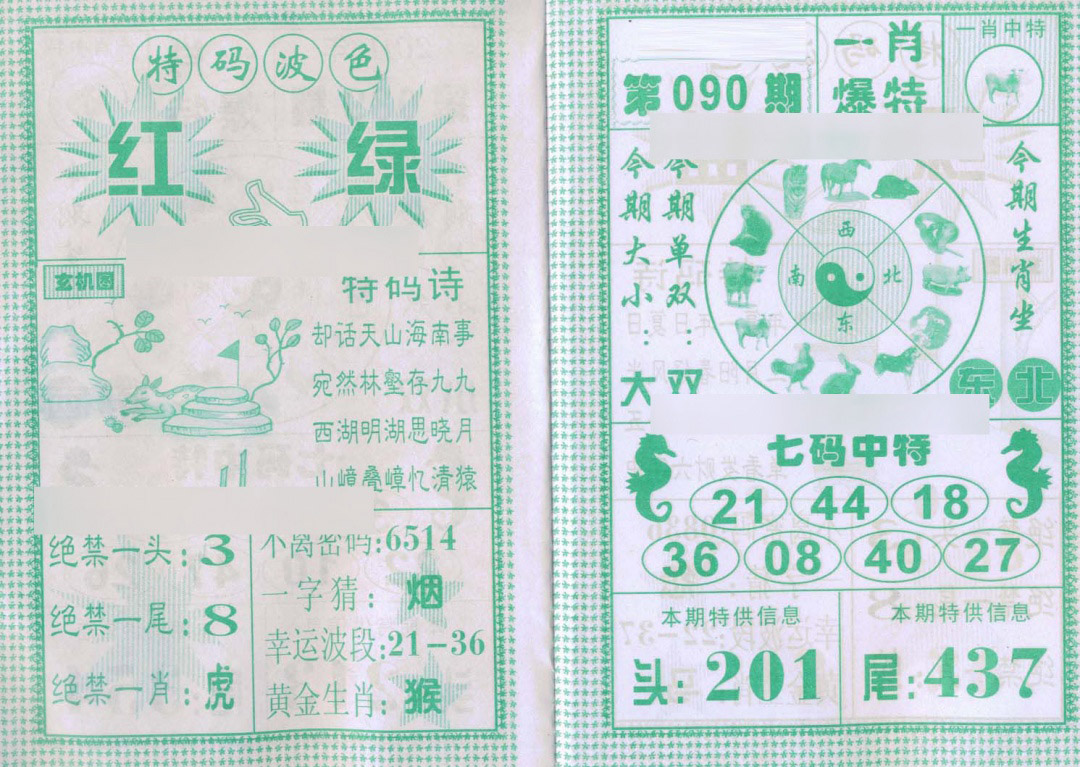 特码波色
红 绿
玄机图
特码诗
却话天山海南事
宛然林壑存九九
西湖明湖思晓月
山嶂叠嶂忆清猿
绝禁一头:3
绝禁一尾:8
绝禁一肖:虎
不离密码:6514
一字猜:烟
幸运波段:21-36
黄金生肖:猴
第090期
一肖
爆特
一肖中特
今期大小:大
今期单双:双
西
南 北
东
今期生肖坐
东北
七码中特
21 44 18
36 08 40 27
本期特供信息
头:201
本期特供信息
尾:437